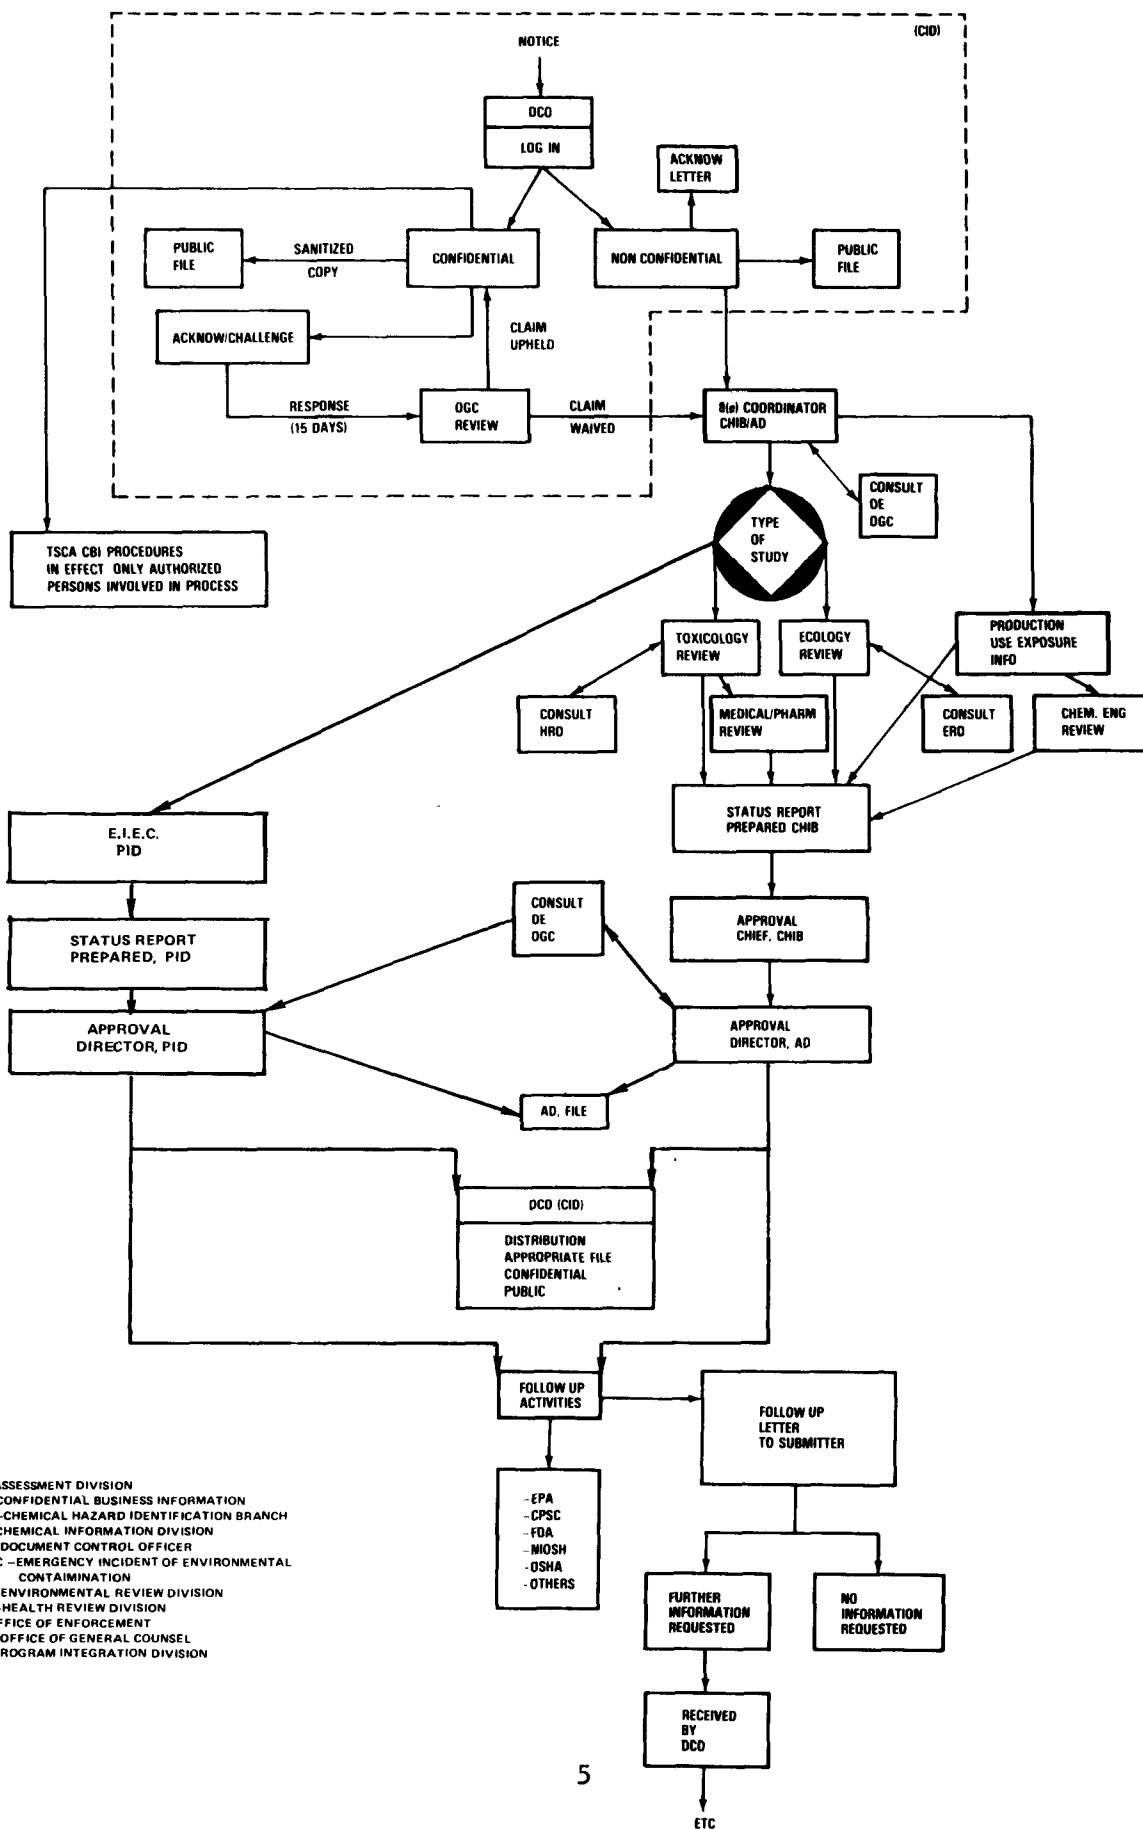 (CID)
NOTICE
DCO
LOG IN
ACKNOW
LETTER
PUBLIC
FILE
SANITIZED
COPY
CONFIDENTIAL
NON CONFIDENTIAL
PUBLIC
FILE
ACKNOW/CHALLENGE
CLAIM
UPHELD
RESPONSE
(15 DAYS)
OGC
REVIEW
CLAIM
WAIVED
8(e) COORDINATOR
CHIB/AD
CONSULT
OE
OGC
TYPE
OF
STUDY
TSCA CBI PROCEDURES
IN EFFECT ONLY AUTHORIZED
PERSONS INVOLVED IN PROCESS
TOXICOLOGY
REVIEW
ECOLOGY
REVIEW
PRODUCTION
USE EXPOSURE
INFO
CONSULT
HRD
MEDICAL/PHARM
REVIEW
CONSULT
ERD
CHEM. ENG
REVIEW
STATUS REPORT
PREPARED CHIB
E.I.E.C.
PID
CONSULT
OE
OGC
APPROVAL
CHIEF, CHIB
STATUS REPORT
PREPARED, PID
APPROVAL
DIRECTOR, PID
APPROVAL
DIRECTOR, AD
AD, FILE
DCO (CID)
DISTRIBUTION
APPROPRIATE FILE
CONFIDENTIAL
PUBLIC
FOLLOW UP
ACTIVITIES
FOLLOW UP
LETTER
TO SUBMITTER
-EPA
-CPSC
-FDA
-NIOSH
-OSHA
-OTHERS
FURTHER
INFORMATION
REQUESTED
NO
INFORMATION
REQUESTED
RECEIVED
BY
DCO
ETC
SSESSMENT DIVISION
CONFIDENTIAL BUSINESS INFORMATION
-CHEMICAL HAZARD IDENTIFICATION BRANCH
CHEMICAL INFORMATION DIVISION
DOCUMENT CONTROL OFFICER
C -EMERGENCY INCIDENT OF ENVIRONMENTAL
CONTAIMINATION
ENVIRONMENTAL REVIEW DIVISION
-HEALTH REVIEW DIVISION
FFICE OF ENFORCEMENT
OFFICE OF GENERAL COUNSEL
ROGRAM INTEGRATION DIVISION
5